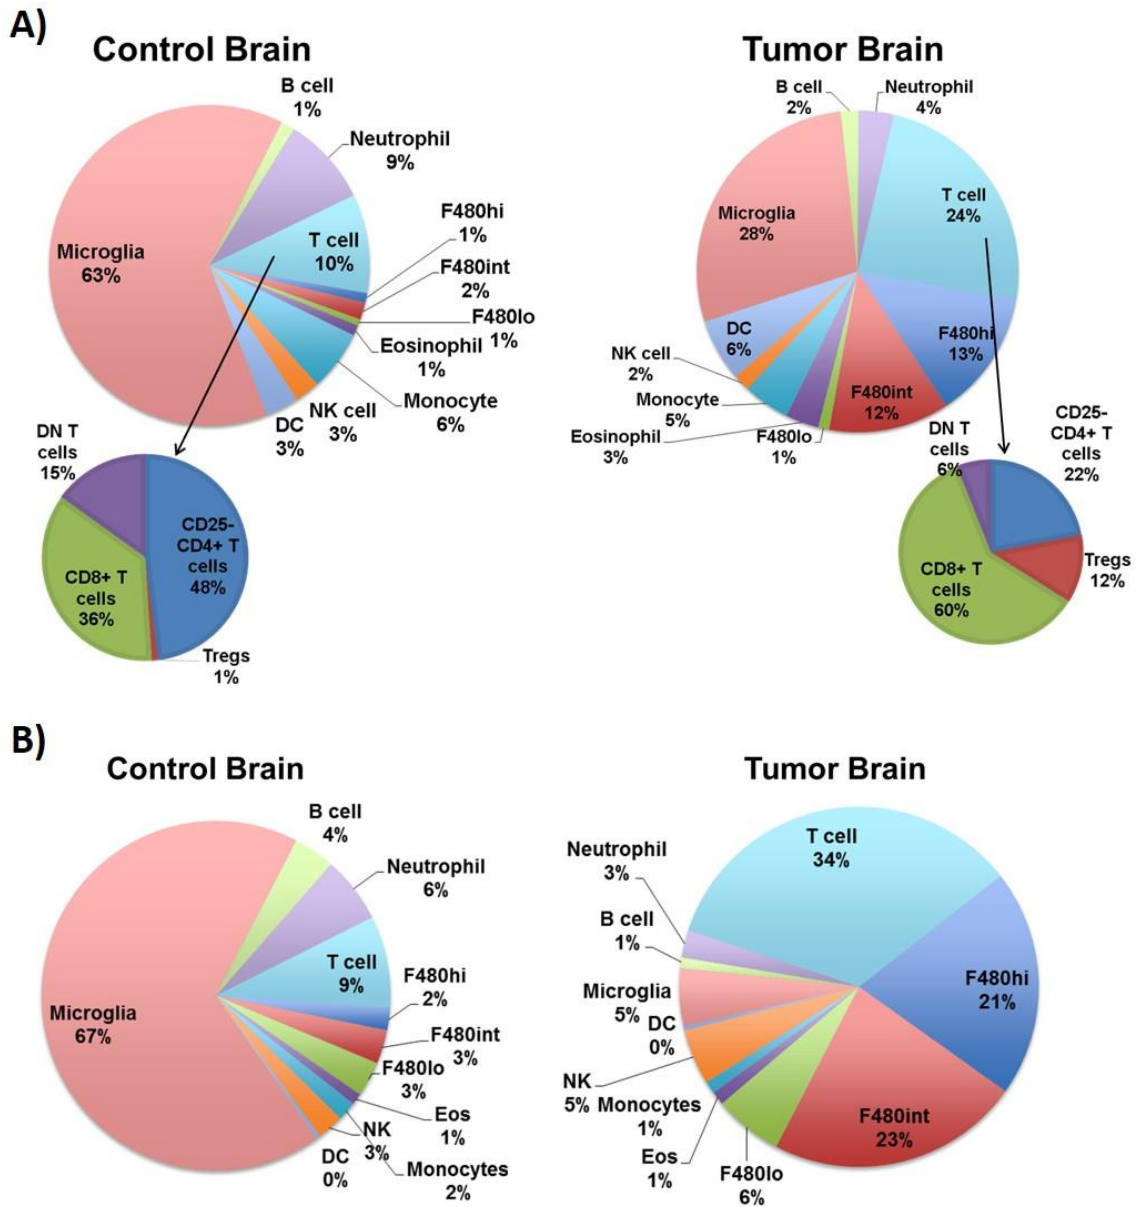 A)
Control Brain
B cell
1%
Neutrophil
9%
F480hi
1%
T cell
10%
F480int
2%
F480lo
1%
Eosinophil
1%
Monocyte
6%
NK cell
3%
DC
3%
Microglia
63%
DN T
cells
15%
CD25-
CD4+ T
cells
48%
CD8+ T
cells
36%
Tregs
1%
Tumor Brain
B cell
2%
Neutrophil
4%
T cell
24%
Microglia
28%
F480hi
13%
DC
6%
NK cell
2%
Monocyte
5%
Eosinophil
3%
F480lo
1%
F480int
12%
DN T
cells
6%
CD25-
CD4+ T
cells
22%
Tregs
12%
CD8+ T
cells
60%
B)
Control Brain
B cell
4%
Neutrophil
6%
T cell
9%
F480hi
2%
F480int
3%
F480lo
3%
Eos
1%
Monocytes
2%
NK
3%
DC
0%
Microglia
67%
Tumor Brain
T cell
34%
Neutrophil
3%
B cell
1%
Microglia
5%
DC
0%
NK
5%
Monocytes
1%
Eos
1%
F480lo
6%
F480int
23%
F480hi
21%